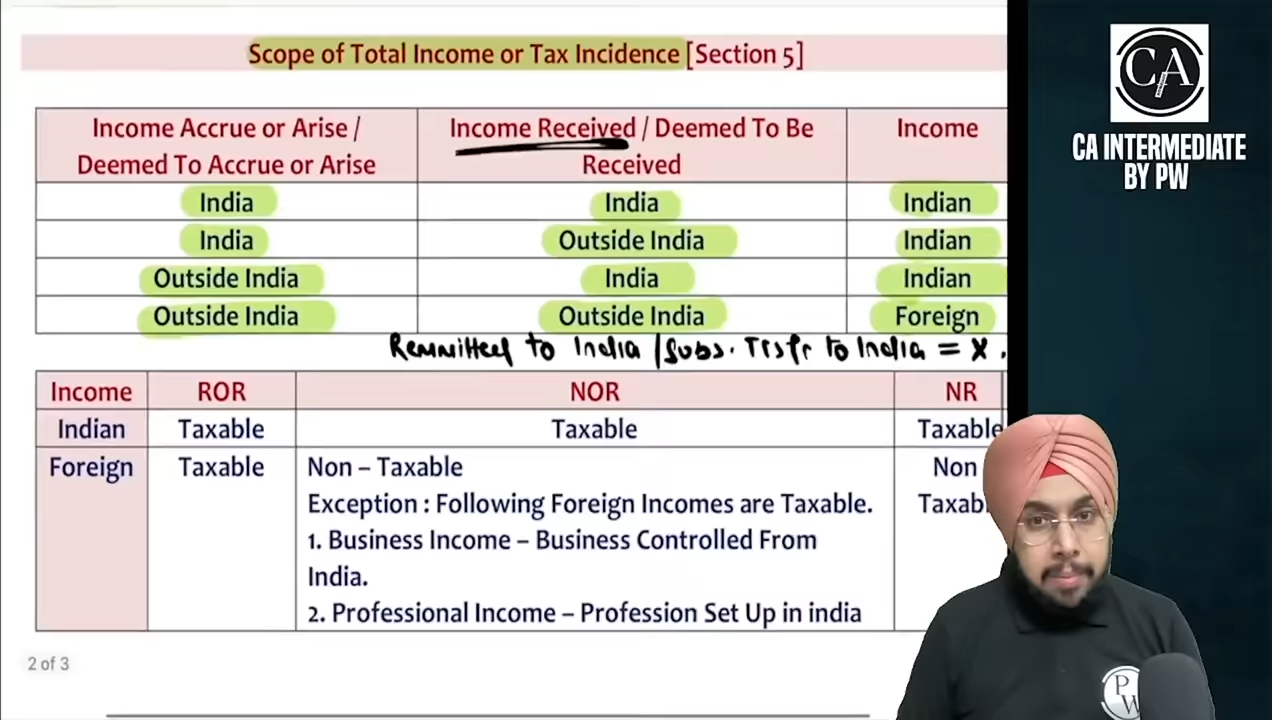 Scope of Total Income or Tax Incidence [Section 5]
Income Accrue or Arise /
Deemed To Accrue or Arise
Income Received / Deemed To Be
Received
Income
India
India
Indian
India
Outside India
Indian
Outside India
India
Indian
Outside India
Outside India
Foreign
Remmitted to India / Subs. Trsfr to India = x.
Income
ROR
NOR
NR
Indian
Taxable
Taxable
Taxable
Foreign
Taxable
Non – Taxable
Exception : Following Foreign Incomes are Taxable.
1. Business Income – Business Controlled From
India.
2. Professional Income – Profession Set Up in india
Non
Taxab
2 of 3
CA
CA INTERMEDIATE
BY PW
PW